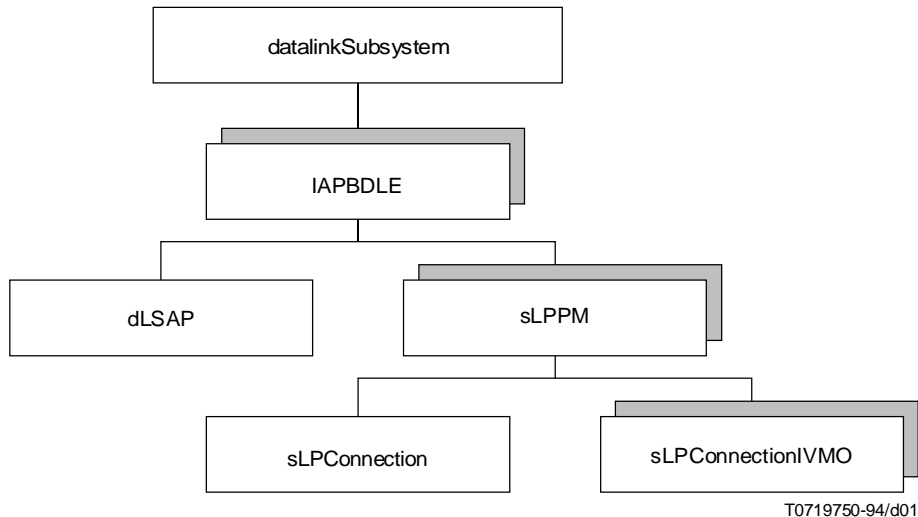 datalinkSubsystem
lAPBDLE
dLSAP
sLPPM
sLPConnection
sLPConnectionIVMO
T0719750-94/d01